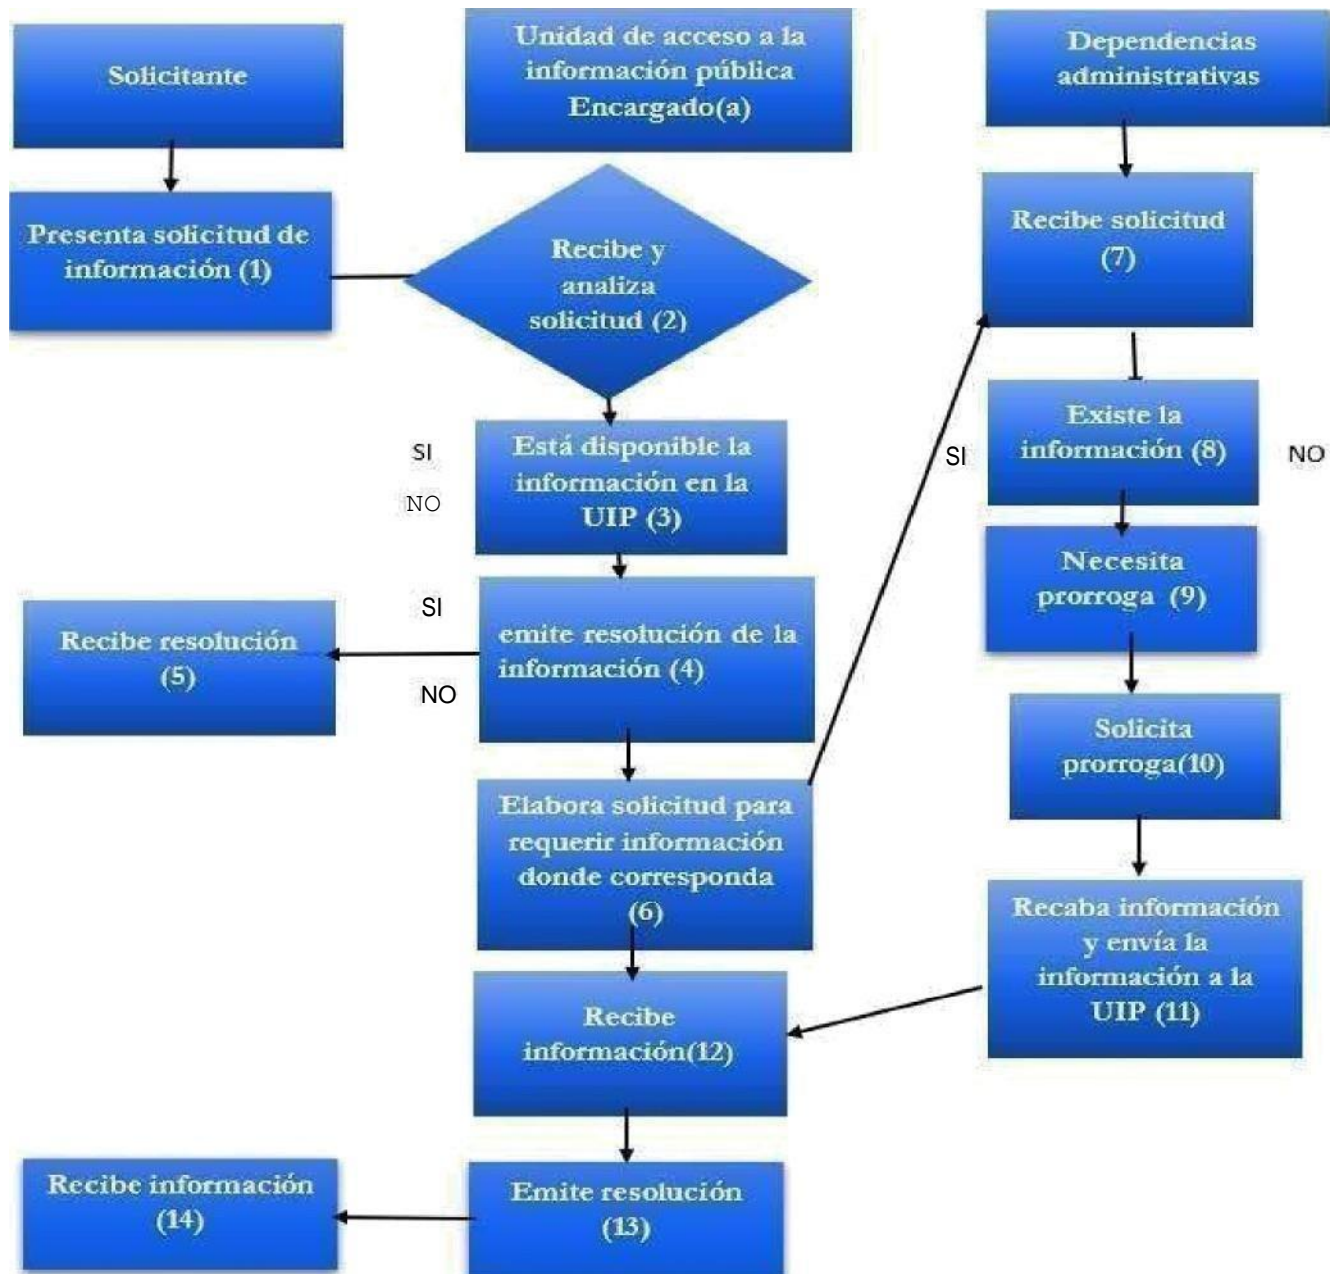 Solicitante
Unidad de acceso a la
información pública
Encargado(a)
Dependencias
administrativas
Presenta solicitud de
información (1)
Recibe y
analiza
solicitud (2)
Recibe solicitud
(7)
SI
NO
Está disponible la
información en la
UIP (3)
SI
Existe la
información (8)
NO
Necesita
prorroga (9)
Recibe resolución
(5)
SI
NO
emite resolución de la
información (4)
Solicita
prorroga(10)
Elabora solicitud para
requerir información
donde corresponda
(6)
Recaba información
y envía la
información a la
UIP (11)
Recibe
información(12)
Recibe información
(14)
Emite resolución
(13)